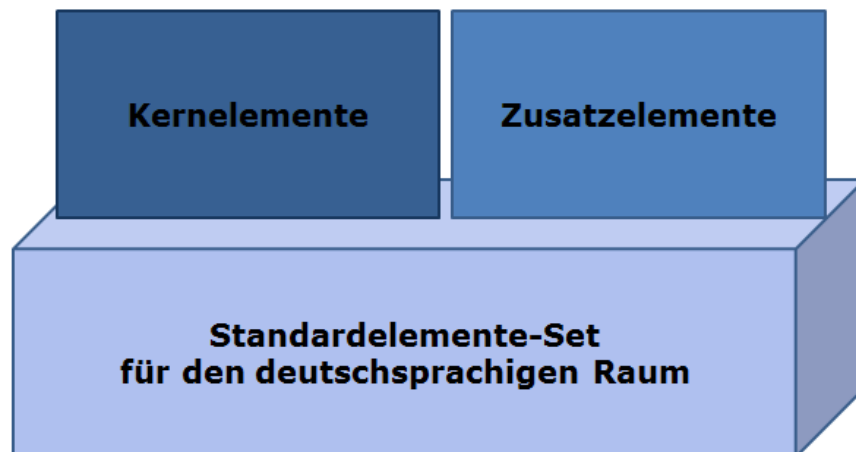 Kernelemente
Zusatzelemente
Standardelemente-Set
für den deutschsprachigen Raum